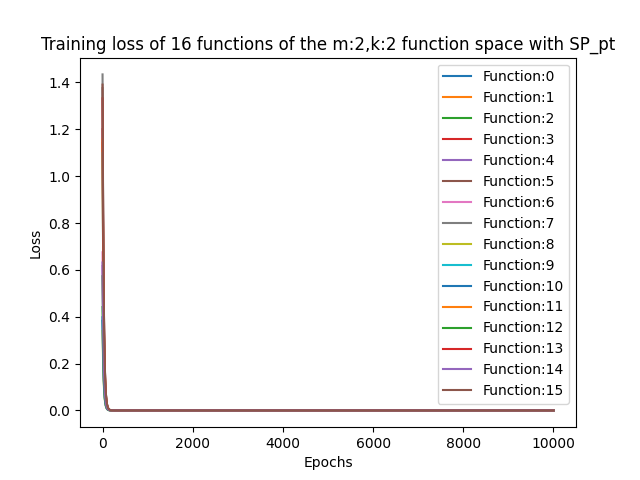 Training loss of 16 functions of the m:2,k:2 function space with SP_pt
Loss
1.4
1.2
1.0
0.8
0.6
0.4
0.2
0.0
Function:0
Function:1
Function:2
Function:3
Function:4
Function:5
Function:6
Function:7
Function:8
Function:9
Function:10
Function:11
Function:12
Function:13
Function:14
Function:15
0 2000 4000 6000 8000 10000
Epochs